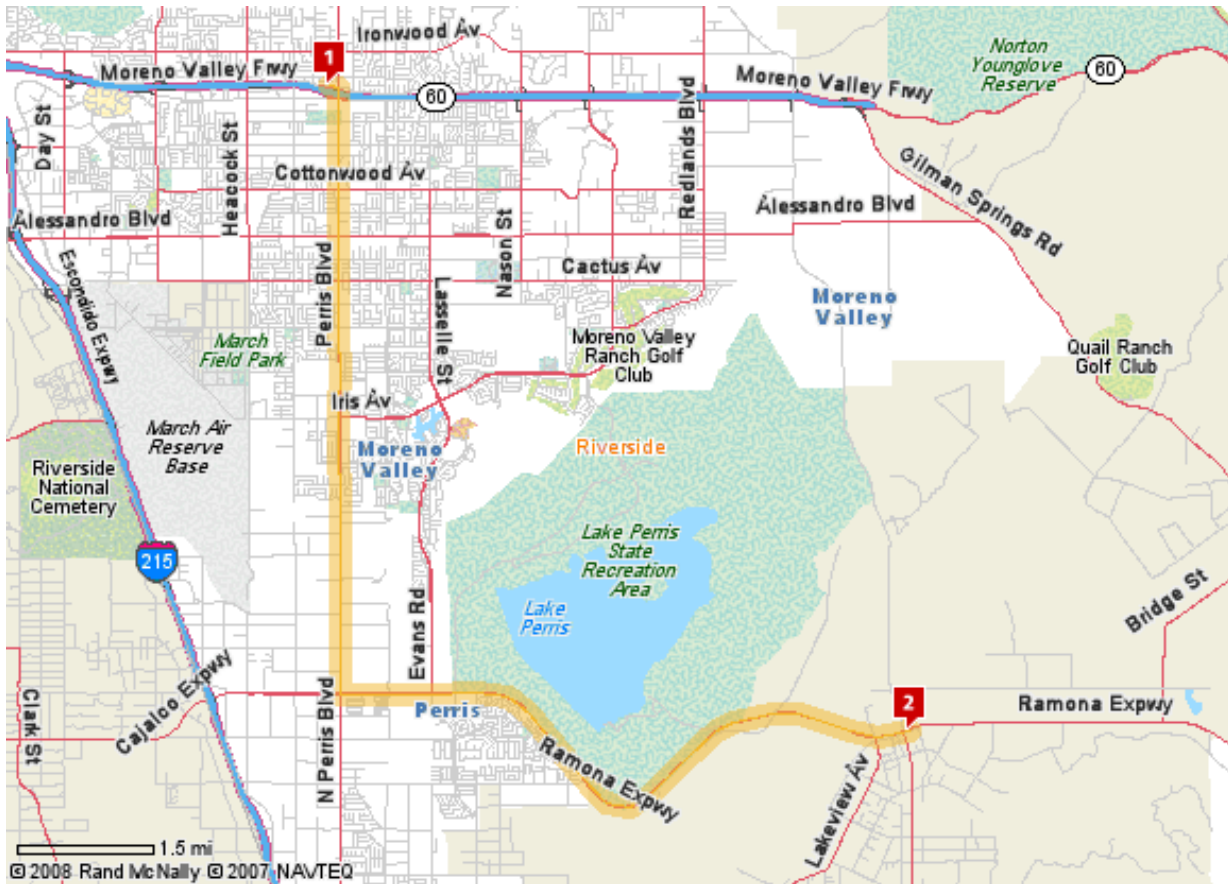 Ironwood Av
1
Moreno Valley Frwy
60
Moreno Valley Frwy
Norton
Younglove
Reserve
60
Day St
Heacock St
Cottonwood Av
Redlands Blvd
Gilman Springs Rd
Alessandro Blvd
Alessandro Blvd
Perris Blvd
Nason St
Cactus Av
Escondido Expwy
Lasselle St
Moreno
Valley
March
Field Park
Moreno Valley
Ranch Golf
Club
Quail Ranch
Golf Club
Iris Av
March Air
Reserve
Base
Moreno
Valley
Riverside
Riverside
National
Cemetery
Lake Perris
State
Recreation
Area
215
Lake
Perris
Evans Rd
Bridge St
Cajalco Expwy
Clark St
N Perris Blvd
Perris
2
Ramona Expwy
Ramona Expwy
Lakeview Av
1.5 mi
© 2008 Rand McNally © 2007 NAVTEQ